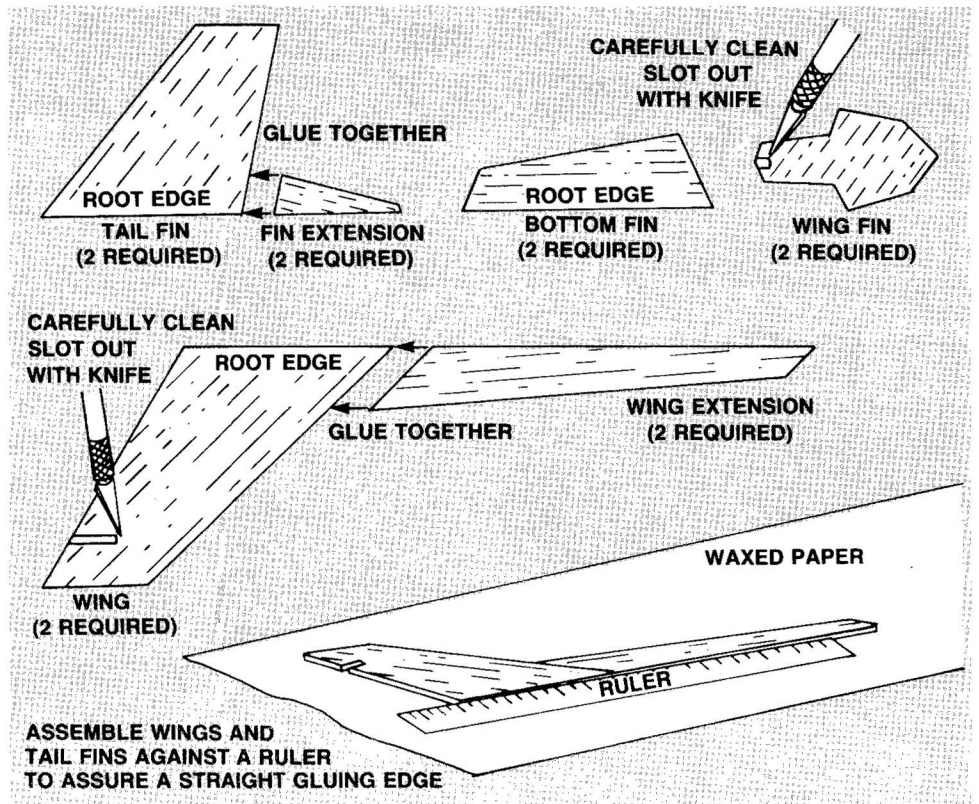 GLUE TOGETHER
ROOT EDGE
TAIL FIN
(2 REQUIRED)
FIN EXTENSION
(2 REQUIRED)
ROOT EDGE
BOTTOM FIN
(2 REQUIRED)
CAREFULLY CLEAN
SLOT OUT
WITH KNIFE
WING FIN
(2 REQUIRED)
CAREFULLY CLEAN
SLOT OUT
WITH KNIFE
ROOT EDGE
GLUE TOGETHER
WING EXTENSION
(2 REQUIRED)
WING
(2 REQUIRED)
WAXED PAPER
RULER
ASSEMBLE WINGS AND
TAIL FINS AGAINST A RULER
TO ASSURE A STRAIGHT GLUING EDGE